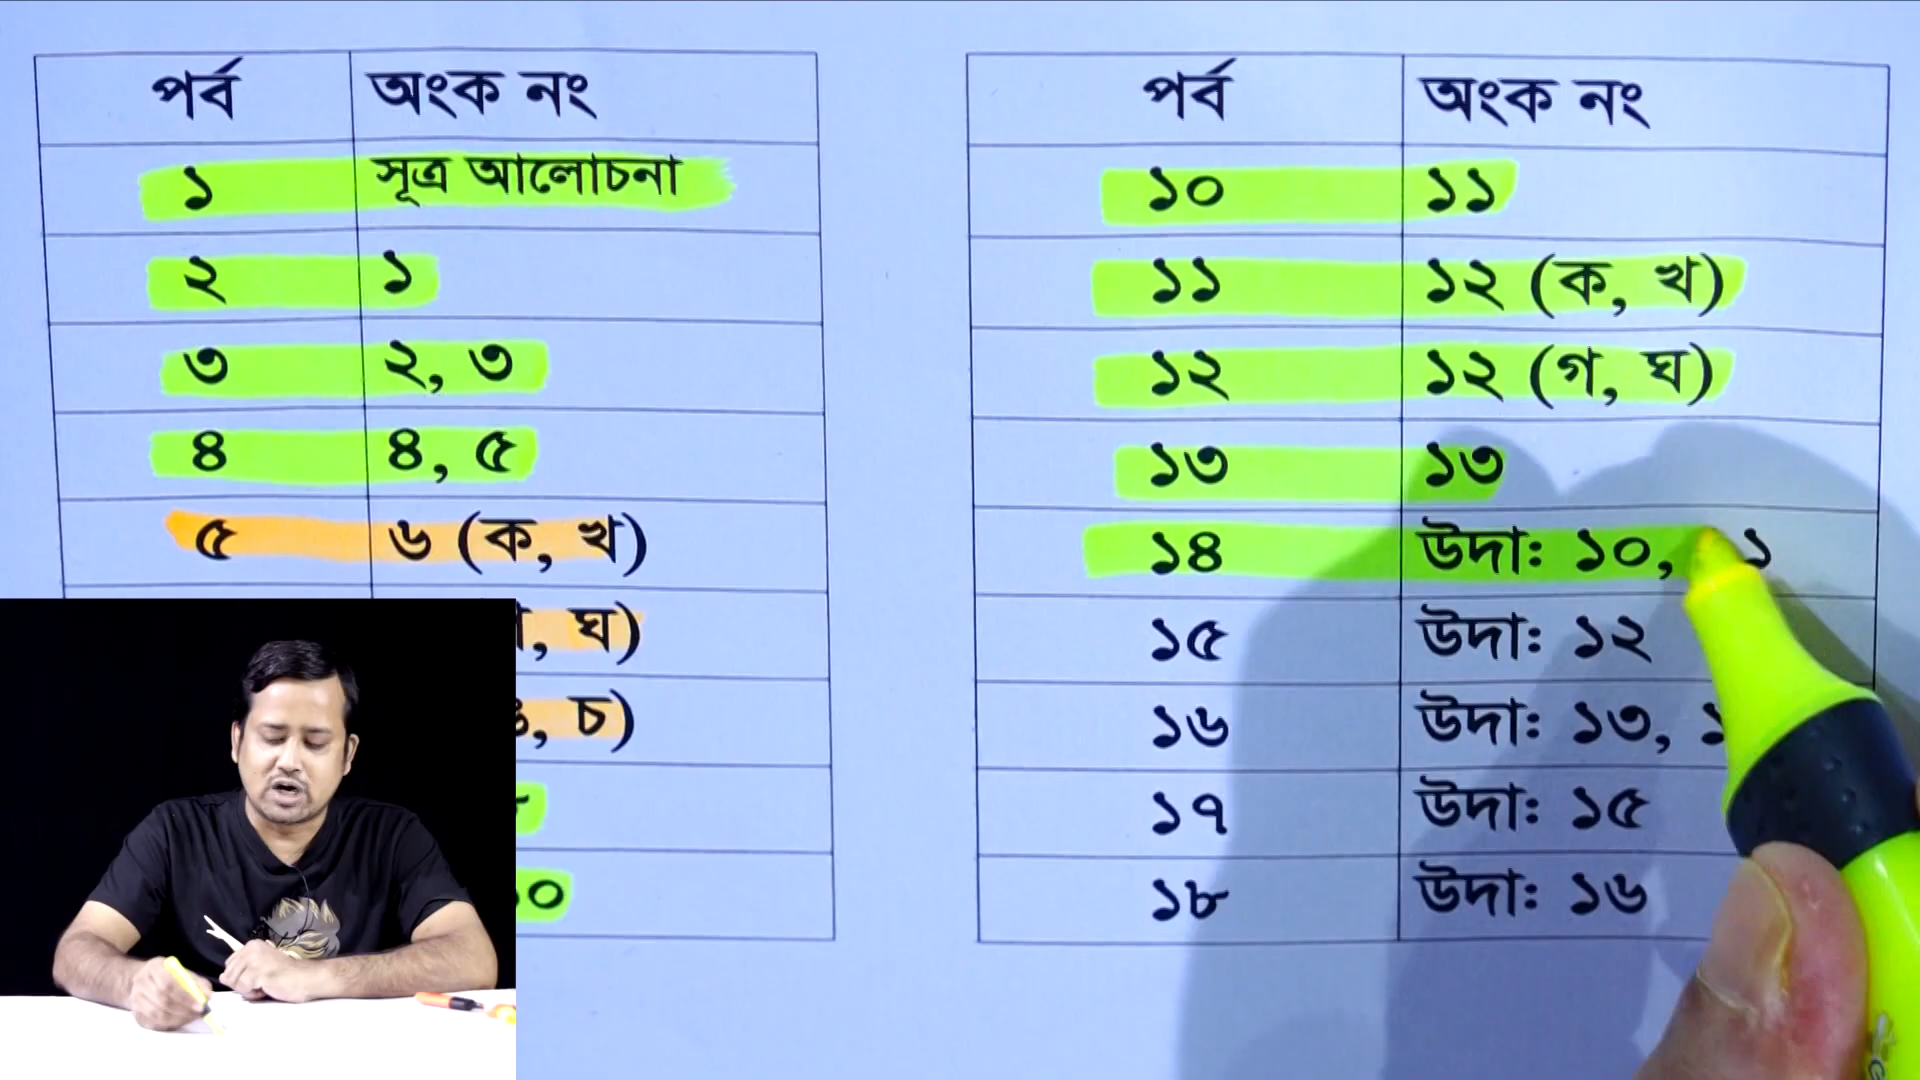 পর্ব অংক নং
১ সূত্র আলোচনা
২ ১
৩ ২, ৩
৪ ৪, ৫
৫ ৬ (ক, খ)
, ঘ)
, চ)
০
পর্ব অংক নং
১০ ১১
১১ ১২ (ক, খ)
১২ ১২ (গ, ঘ)
১৩ ১৩
১৪ উদাঃ ১০,
১৫ উদাঃ ১২
১৬ উদাঃ ১৩,
১৭ উদাঃ ১৫
১৮ উদাঃ ১৬